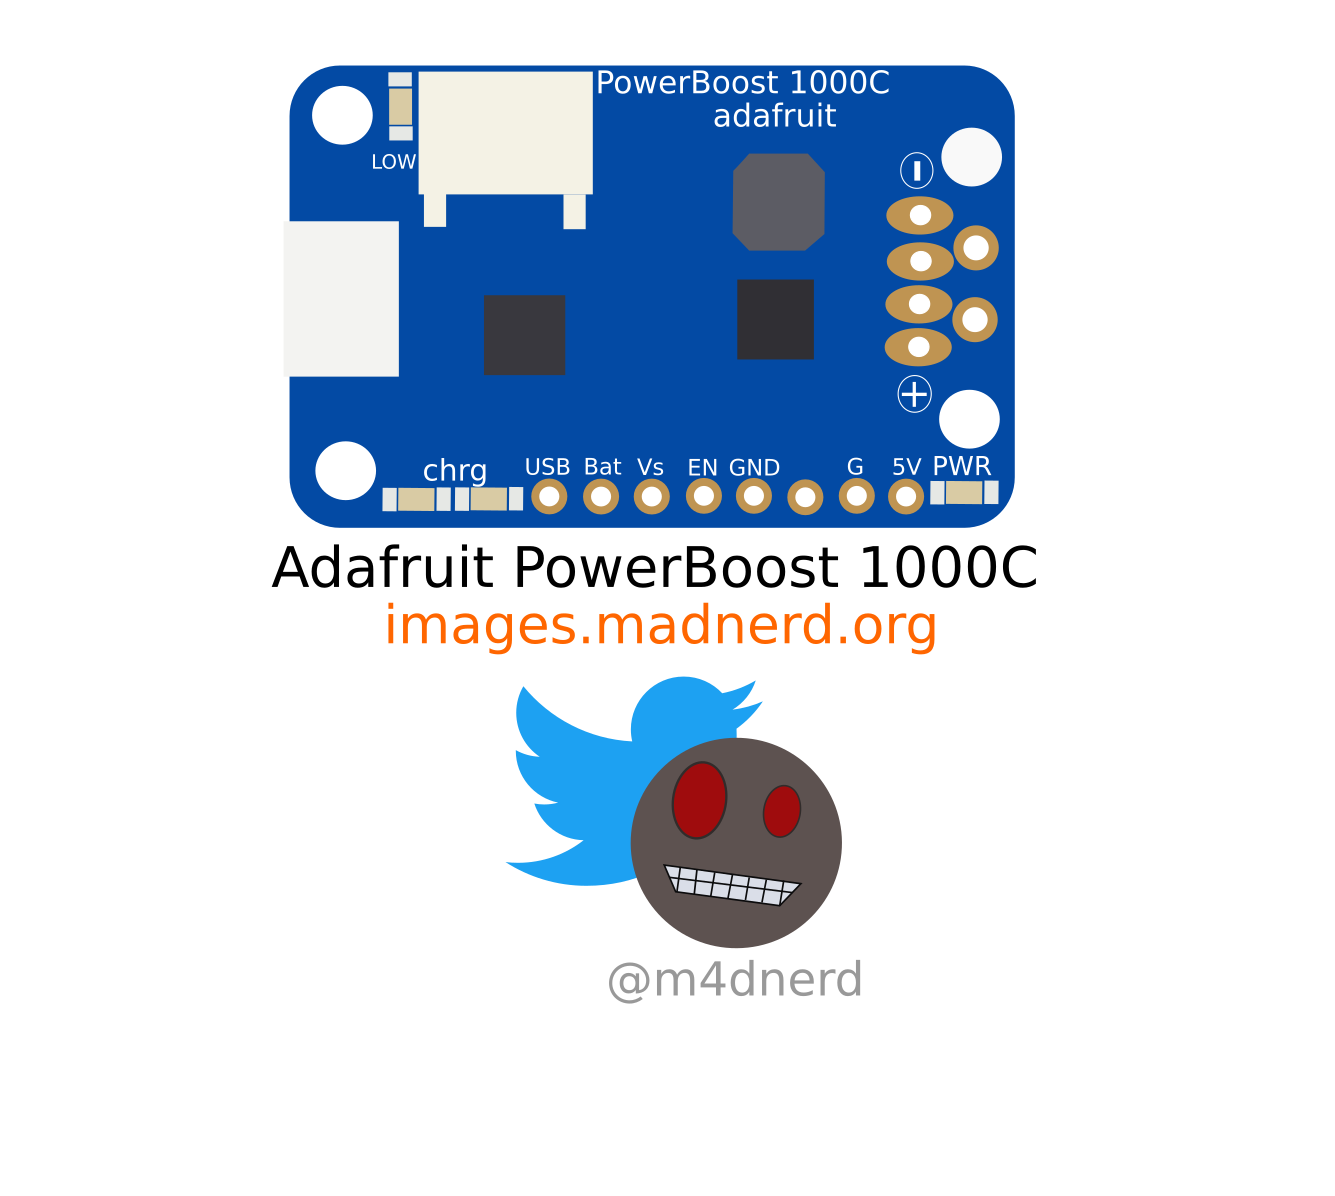 PowerBoost 1000C
adafruit
LOW
chrg USB Bat Vs EN GND G 5V PWR
Adafruit PowerBoost 1000C
images.madnerd.org
@m4dnerd